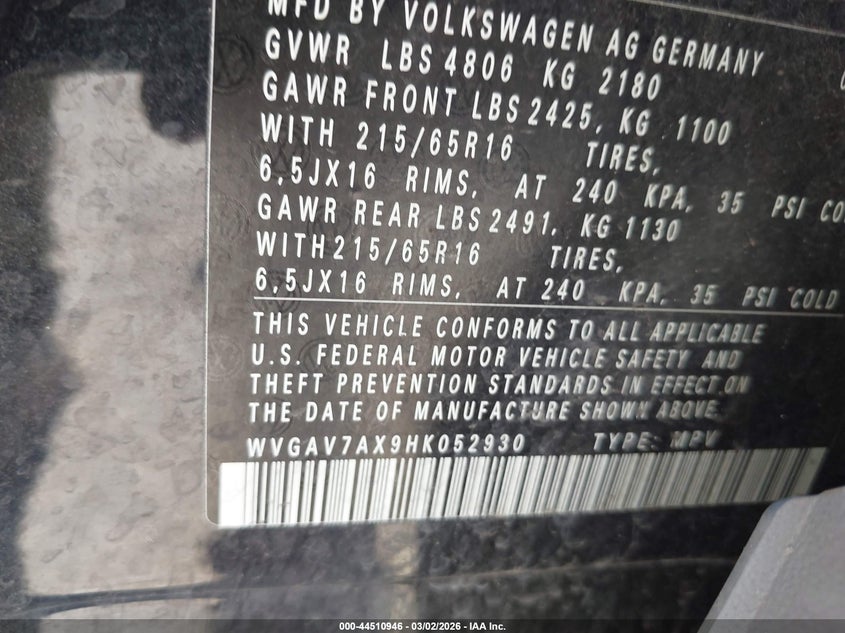 MFD BY VOLKSWAGEN AG GERMANY
GVWR LBS 4806 KG 2180
GAWR FRONT LBS 2425, KG 1100
WITH 215/65R16 TIRES,
6,5JX16 RIMS, AT 240 KPA, 35 PSI CO
GAWR REAR LBS 2491, KG 1130
WITH 215/65R16 TIRES,
6,5JX16 RIMS, AT 240 KPA, 35 PSI COLD
THIS VEHICLE CONFORMS TO ALL APPLICABLE
U.S. FEDERAL MOTOR VEHICLE SAFETY AND
THEFT PREVENTION STANDARDS IN EFFECT ON
THE DATE OF MANUFACTURE SHOWN ABOVE.
WVGAV7AX9HK052930 TYPE: MPV
000-44510946 | 03/02/2026 | IAA Inc.